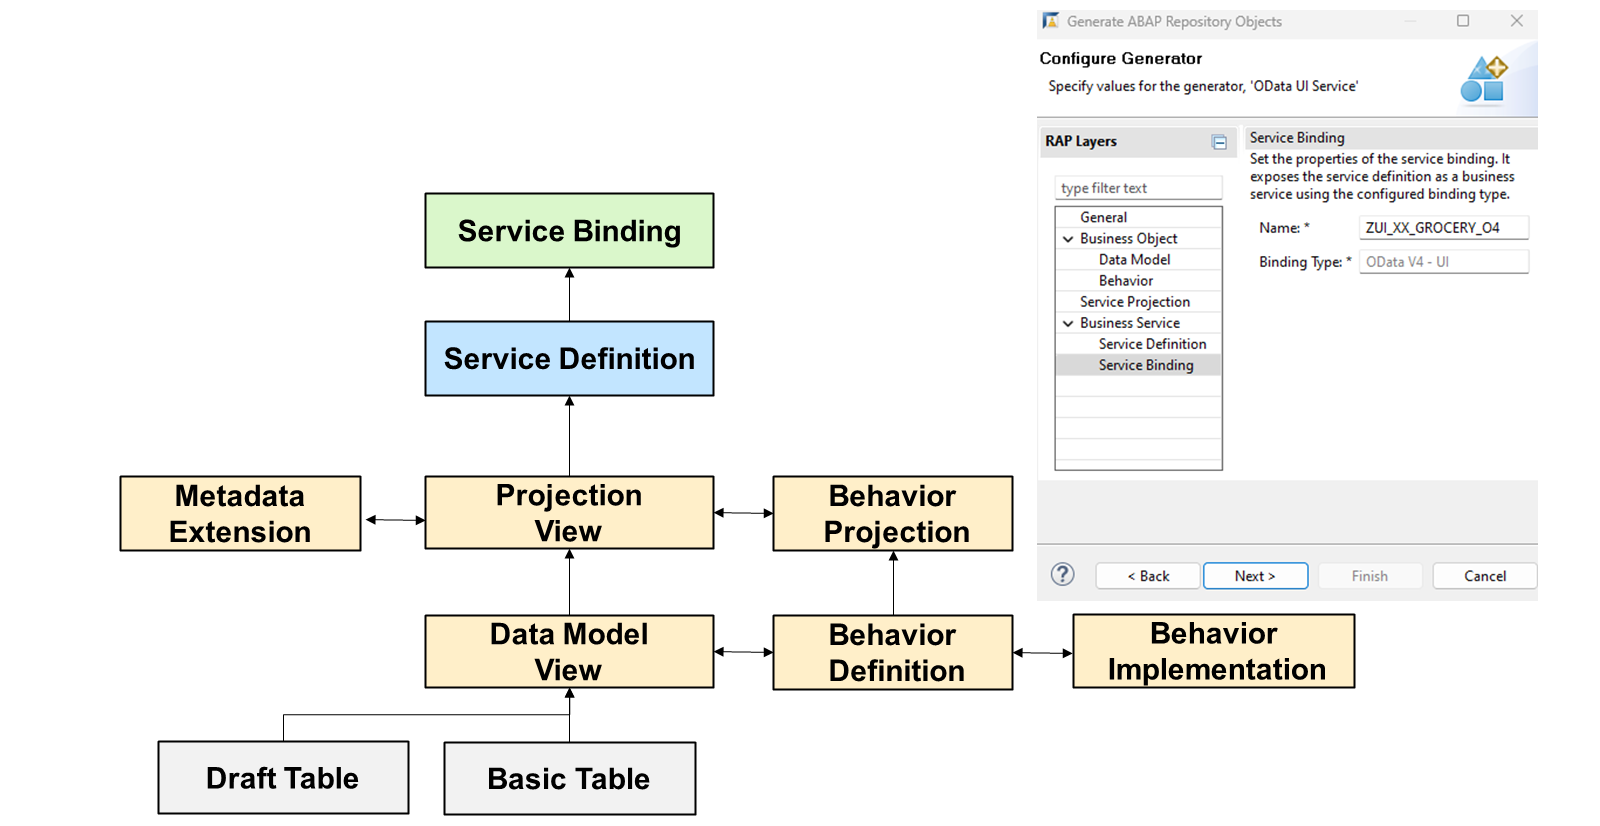 Generate ABAP Repository Objects
Configure Generator
Specify values for the generator, 'OData UI Service'
RAP Layers
type filter text
General
Business Object
Data Model
Behavior
Service Projection
Business Service
Service Definition
Service Binding
Service Binding
Set the properties of the service binding. It
exposes the service definition as a business
service using the configured binding type.
Name: * ZUI_XX_GROCERY_O4
Binding Type: * OData V4 - UI
? < Back Next > Finish Cancel
Service Binding
Service Definition
Metadata
Extension
Projection
View
Behavior
Projection
Data Model
View
Behavior
Definition
Behavior
Implementation
Draft Table
Basic Table